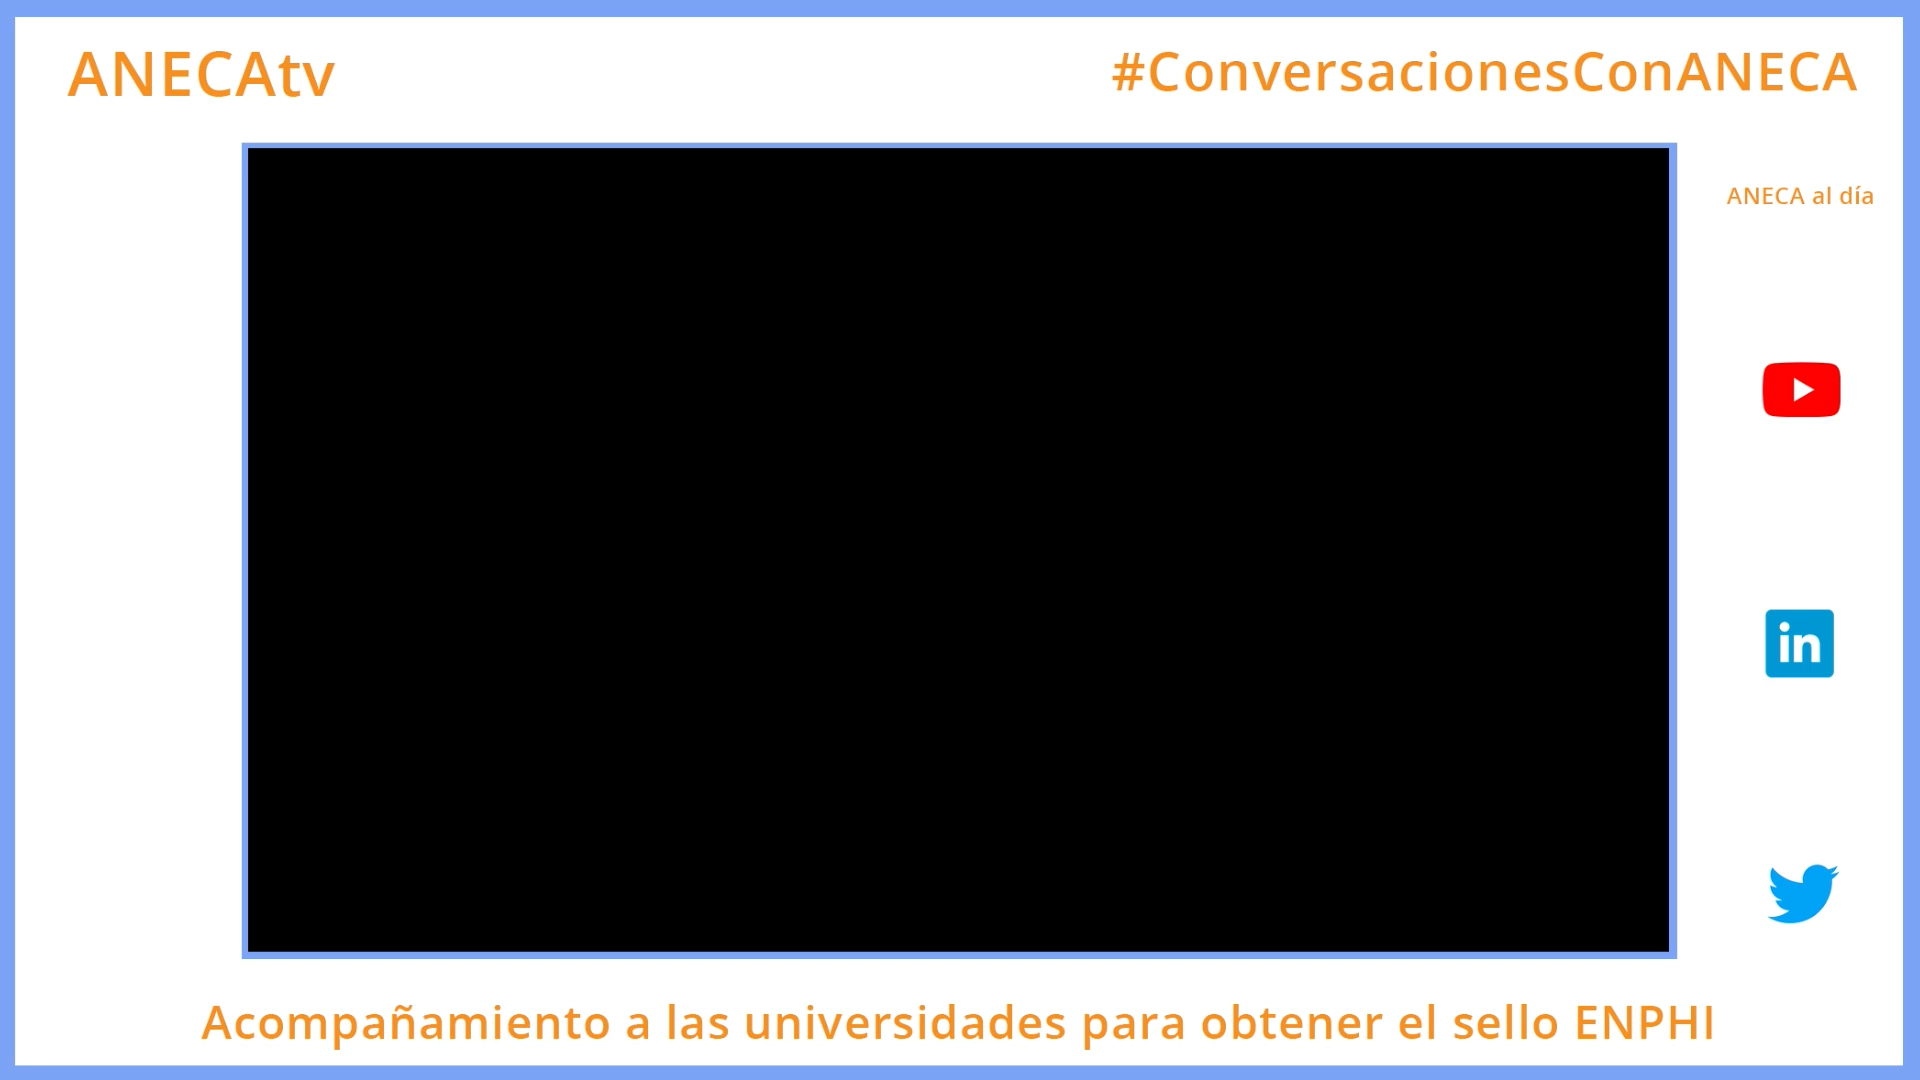 ANECAtv
#ConversacionesConANECA
ANECA al día
in
Acompañamiento a las universidades para obtener el sello ENPHI